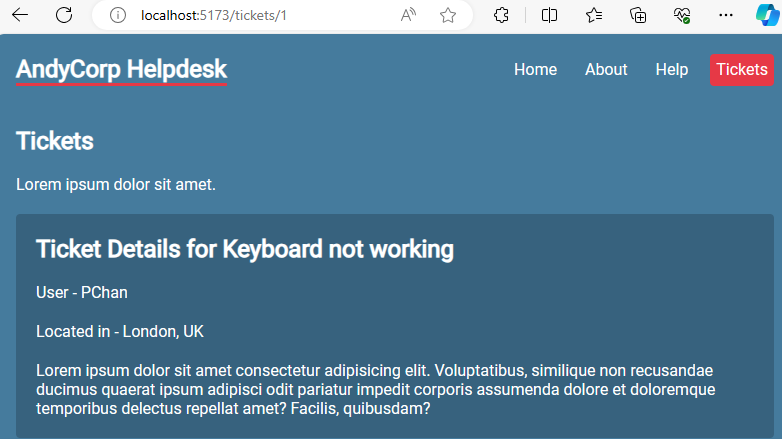 localhost:5173/tickets/1
AndyCorp Helpdesk
Home About Help Tickets
Tickets
Lorem ipsum dolor sit amet.
Ticket Details for Keyboard not working
User - PChan
Located in - London, UK
Lorem ipsum dolor sit amet consectetur adipisicing elit. Voluptatibus, similique non recusandae
ducimus quaerat ipsum adipisci odit pariatur impedit corporis assumenda dolore et doloremque
temporibus delectus repellat amet? Facilis, quibusdam?